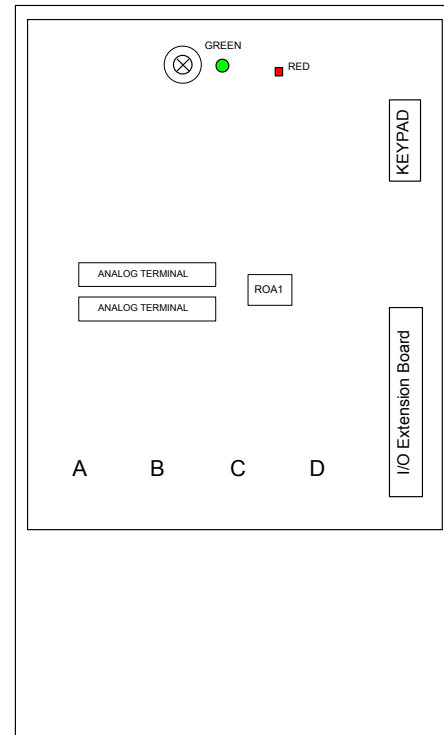 GREEN
RED
KEYPAD
ANALOG TERMINAL
ROA1
ANALOG TERMINAL
I/O Extension Board
A B C D